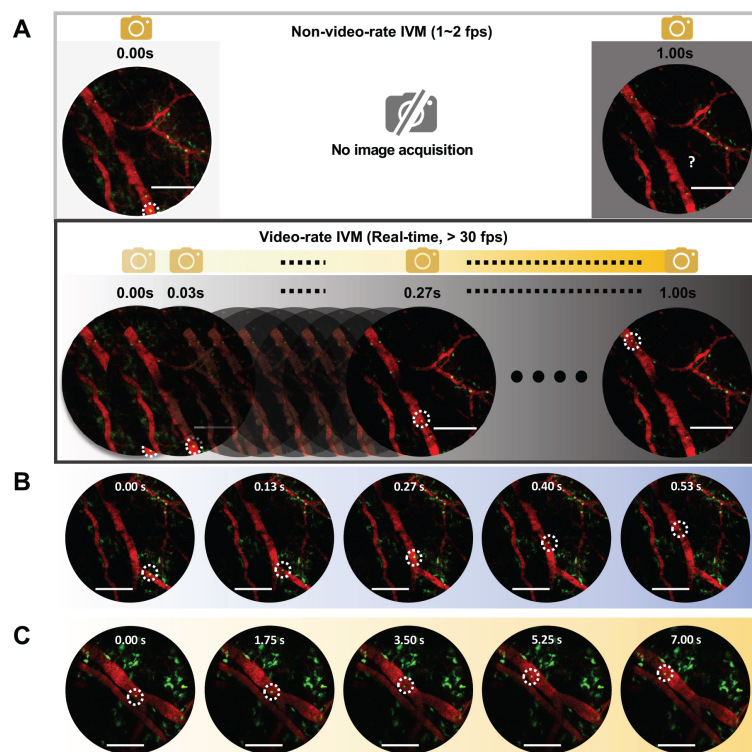 A
Non-video-rate IVM (1~2 fps)
0.00s
1.00s
No image acquisition
?
Video-rate IVM (Real-time, > 30 fps)
0.00s 0.03s 0.27s 1.00s
B
0.00 s 0.13 s 0.27 s 0.40 s 0.53 s
C
0.00 s 1.75 s 3.50 s 5.25 s 7.00 s